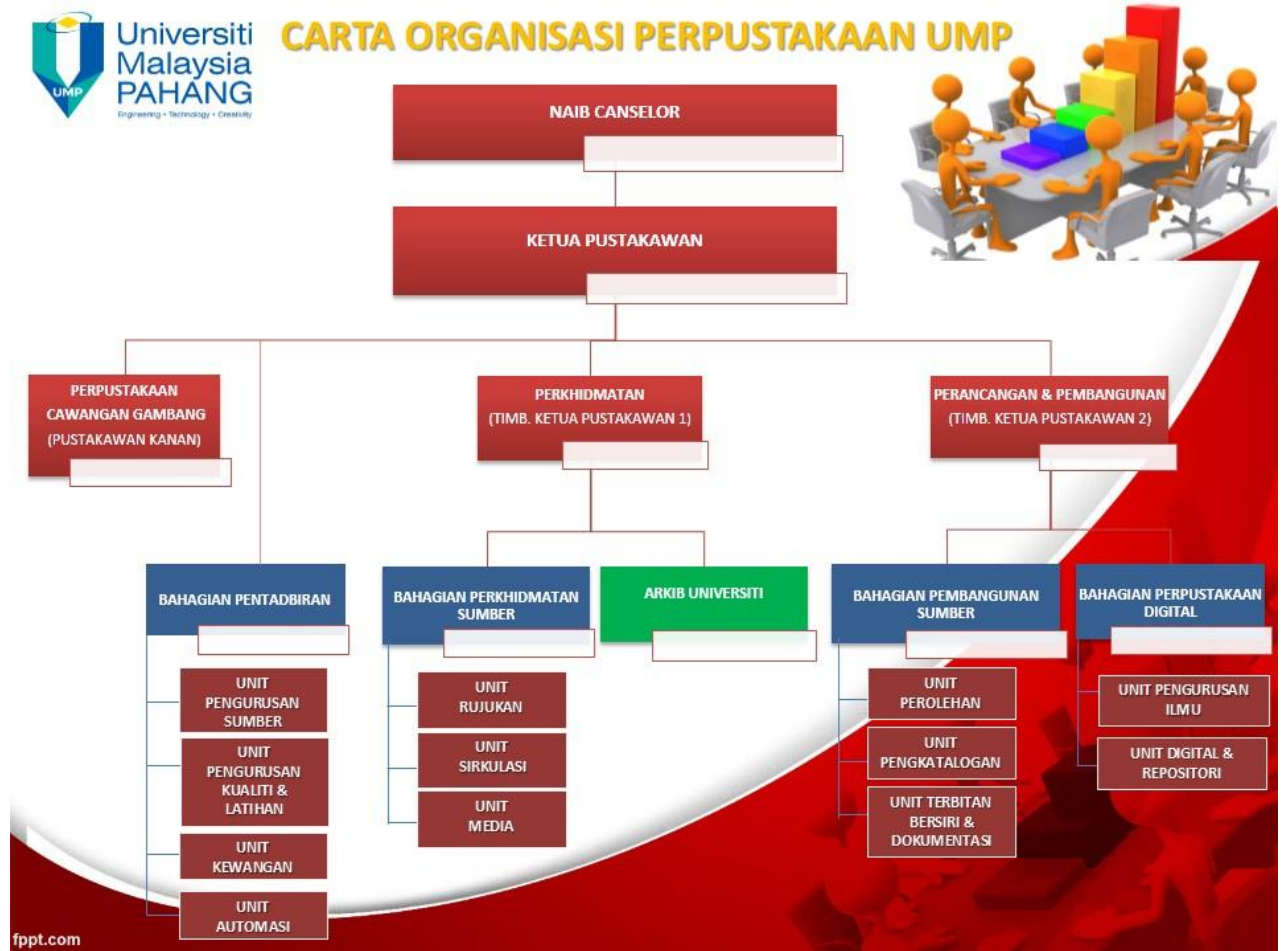 Universiti
Malaysia
PAHANG
Engineering • Technology • Creativity
UMP
CARTA ORGANISASI PERPUSTAKAAN UMP
NAIB CANSELOR
KETUA PUSTAKAWAN
PERPUSTAKAAN
CAWANGAN GAMBANG
(PUSTAKAWAN KANAN)
PERKHIDMATAN
(TIMB. KETUA PUSTAKAWAN 1)
PERANCANGAN & PEMBANGUNAN
(TIMB. KETUA PUSTAKAWAN 2)
BAHAGIAN PENTADBIRAN
UNIT
PENGURUSAN
SUMBER
UNIT
PENGURUSAN
KUALITI &
LATIHAN
UNIT
KEWANGAN
UNIT
AUTOMASI
BAHAGIAN PERKHIDMATAN
SUMBER
UNIT
RUJUKAN
UNIT
SIRKULASI
UNIT
MEDIA
ARKIB UNIVERSITI
BAHAGIAN PEMBANGUNAN
SUMBER
UNIT
PEROLEHAN
UNIT
PENGKATALOGAN
UNIT TERBITAN
BERSIRI &
DOKUMENTASI
BAHAGIAN PERPUSTAKAAN
DIGITAL
UNIT PENGURUSAN
ILMU
UNIT DIGITAL &
REPOSITORI
fppt.com